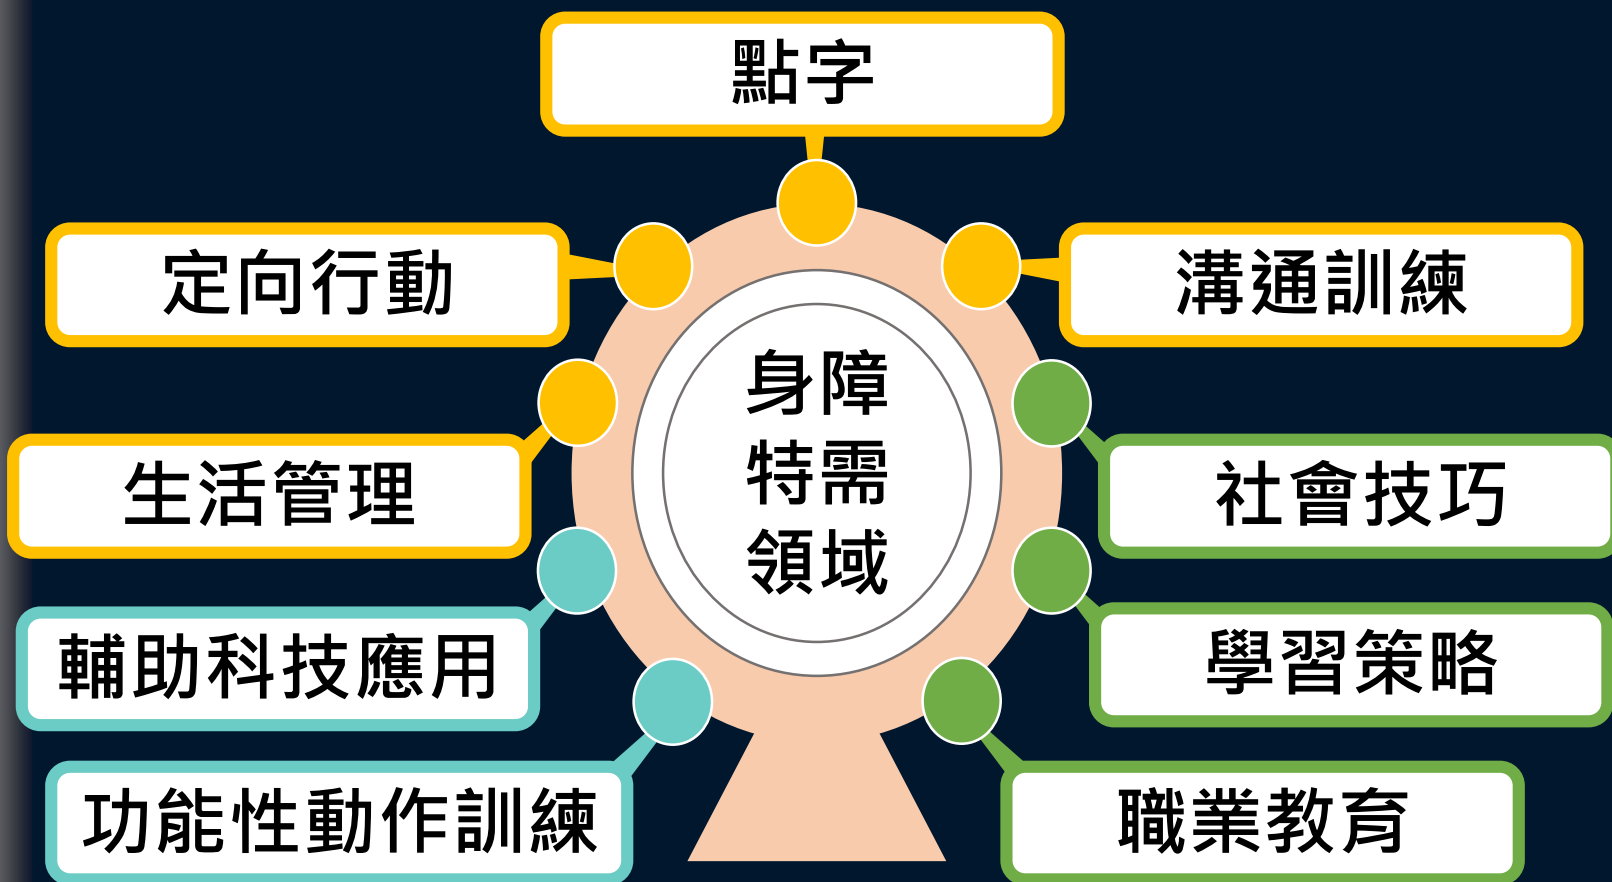 點字
定向行動
溝通訓練
身障
特需
領域
生活管理
社會技巧
輔助科技應用
學習策略
功能性動作訓練
職業教育